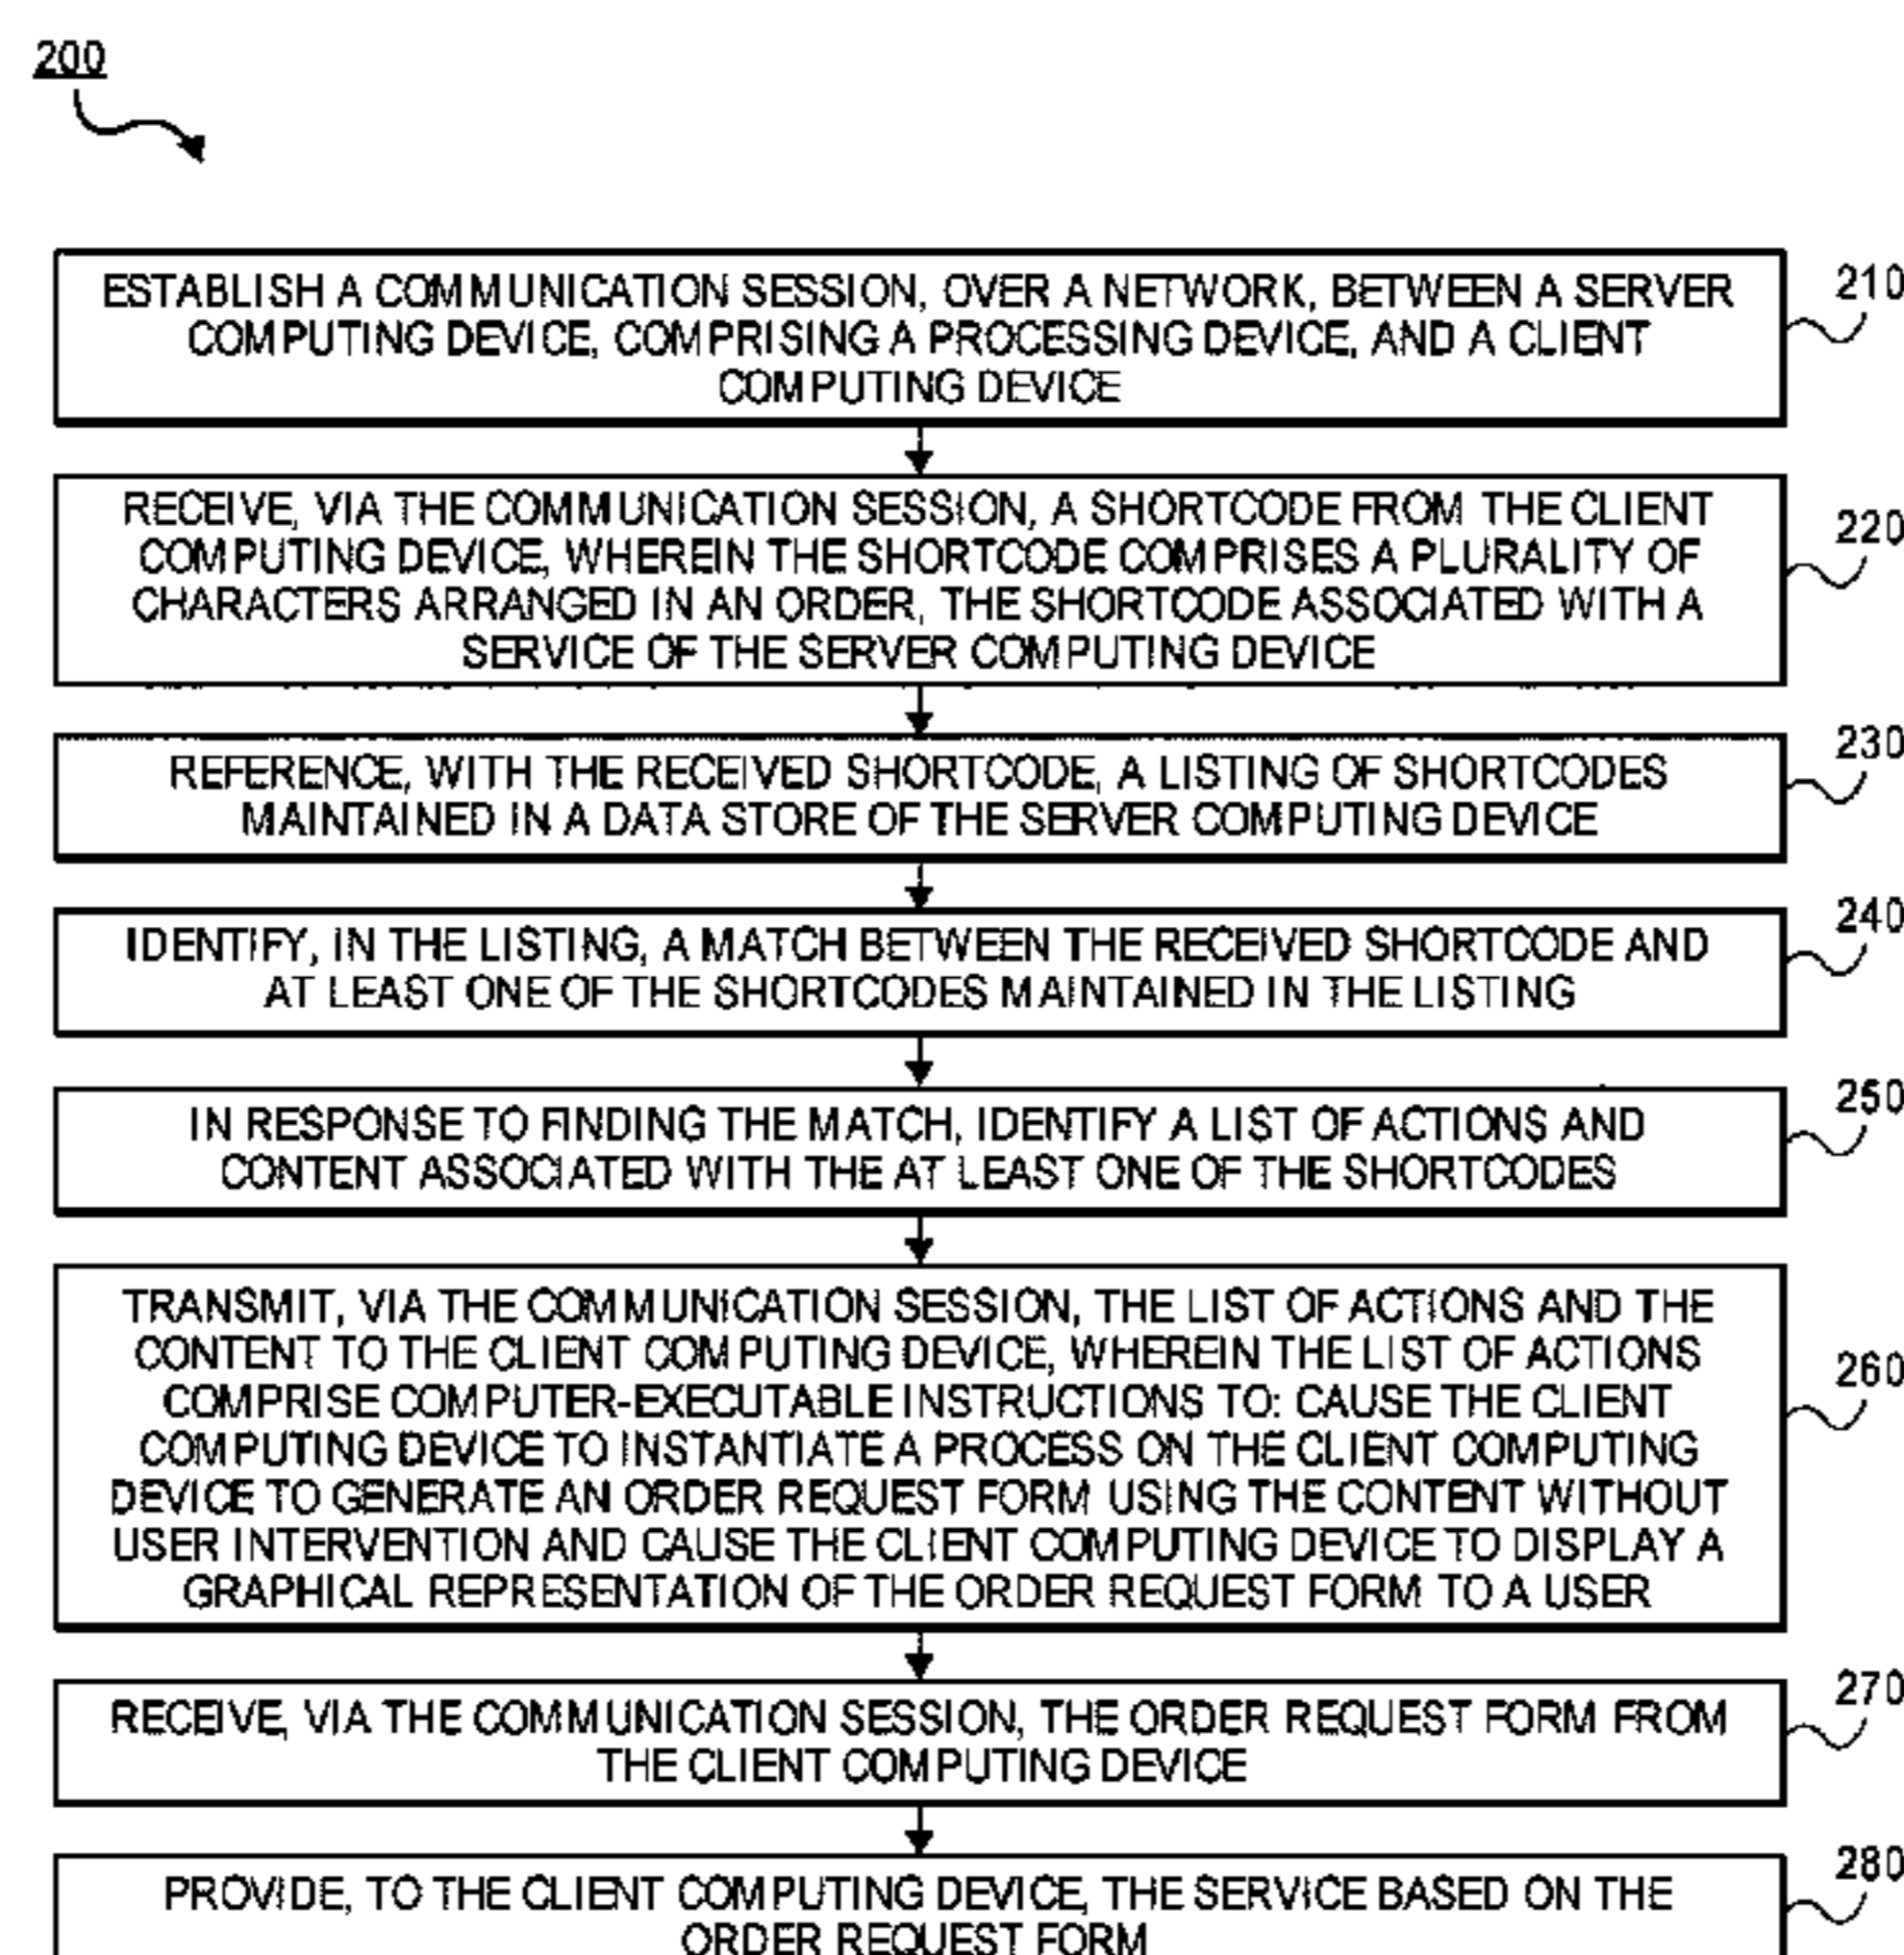 200
ESTABLISH A COMMUNICATION SESSION, OVER A NETWORK, BETWEEN A SERVER
COMPUTING DEVICE, COMPRISING A PROCESSING DEVICE, AND A CLIENT
COMPUTING DEVICE
210
RECEIVE, VIA THE COMMUNICATION SESSION, A SHORTCODE FROM THE CLIENT
COMPUTING DEVICE, WHEREIN THE SHORTCODE COMPRISES A PLURALITY OF
CHARACTERS ARRANGED IN AN ORDER, THE SHORTCODE ASSOCIATED WITH A
SERVICE OF THE SERVER COMPUTING DEVICE
220
REFERENCE, WITH THE RECEIVED SHORTCODE, A LISTING OF SHORTCODES
MAINTAINED IN A DATA STORE OF THE SERVER COMPUTING DEVICE
230
IDENTIFY, IN THE LISTING, A MATCH BETWEEN THE RECEIVED SHORTCODE AND
AT LEAST ONE OF THE SHORTCODES MAINTAINED IN THE LISTING
240
IN RESPONSE TO FINDING THE MATCH, IDENTIFY A LIST OF ACTIONS AND
CONTENT ASSOCIATED WITH THE AT LEAST ONE OF THE SHORTCODES
250
TRANSMIT, VIA THE COMMUNICATION SESSION, THE LIST OF ACTIONS AND THE
CONTENT TO THE CLIENT COMPUTING DEVICE, WHEREIN THE LIST OF ACTIONS
COMPRISE COMPUTER-EXECUTABLE INSTRUCTIONS TO: CAUSE THE CLIENT
COMPUTING DEVICE TO INSTANTIATE A PROCESS ON THE CLIENT COMPUTING
DEVICE TO GENERATE AN ORDER REQUEST FORM USING THE CONTENT WITHOUT
USER INTERVENTION AND CAUSE THE CLIENT COMPUTING DEVICE TO DISPLAY A
GRAPHICAL REPRESENTATION OF THE ORDER REQUEST FORM TO A USER
260
RECEIVE, VIA THE COMMUNICATION SESSION, THE ORDER REQUEST FORM FROM
THE CLIENT COMPUTING DEVICE
270
PROVIDE, TO THE CLIENT COMPUTING DEVICE, THE SERVICE BASED ON THE
ORDER REQUEST FORM
280